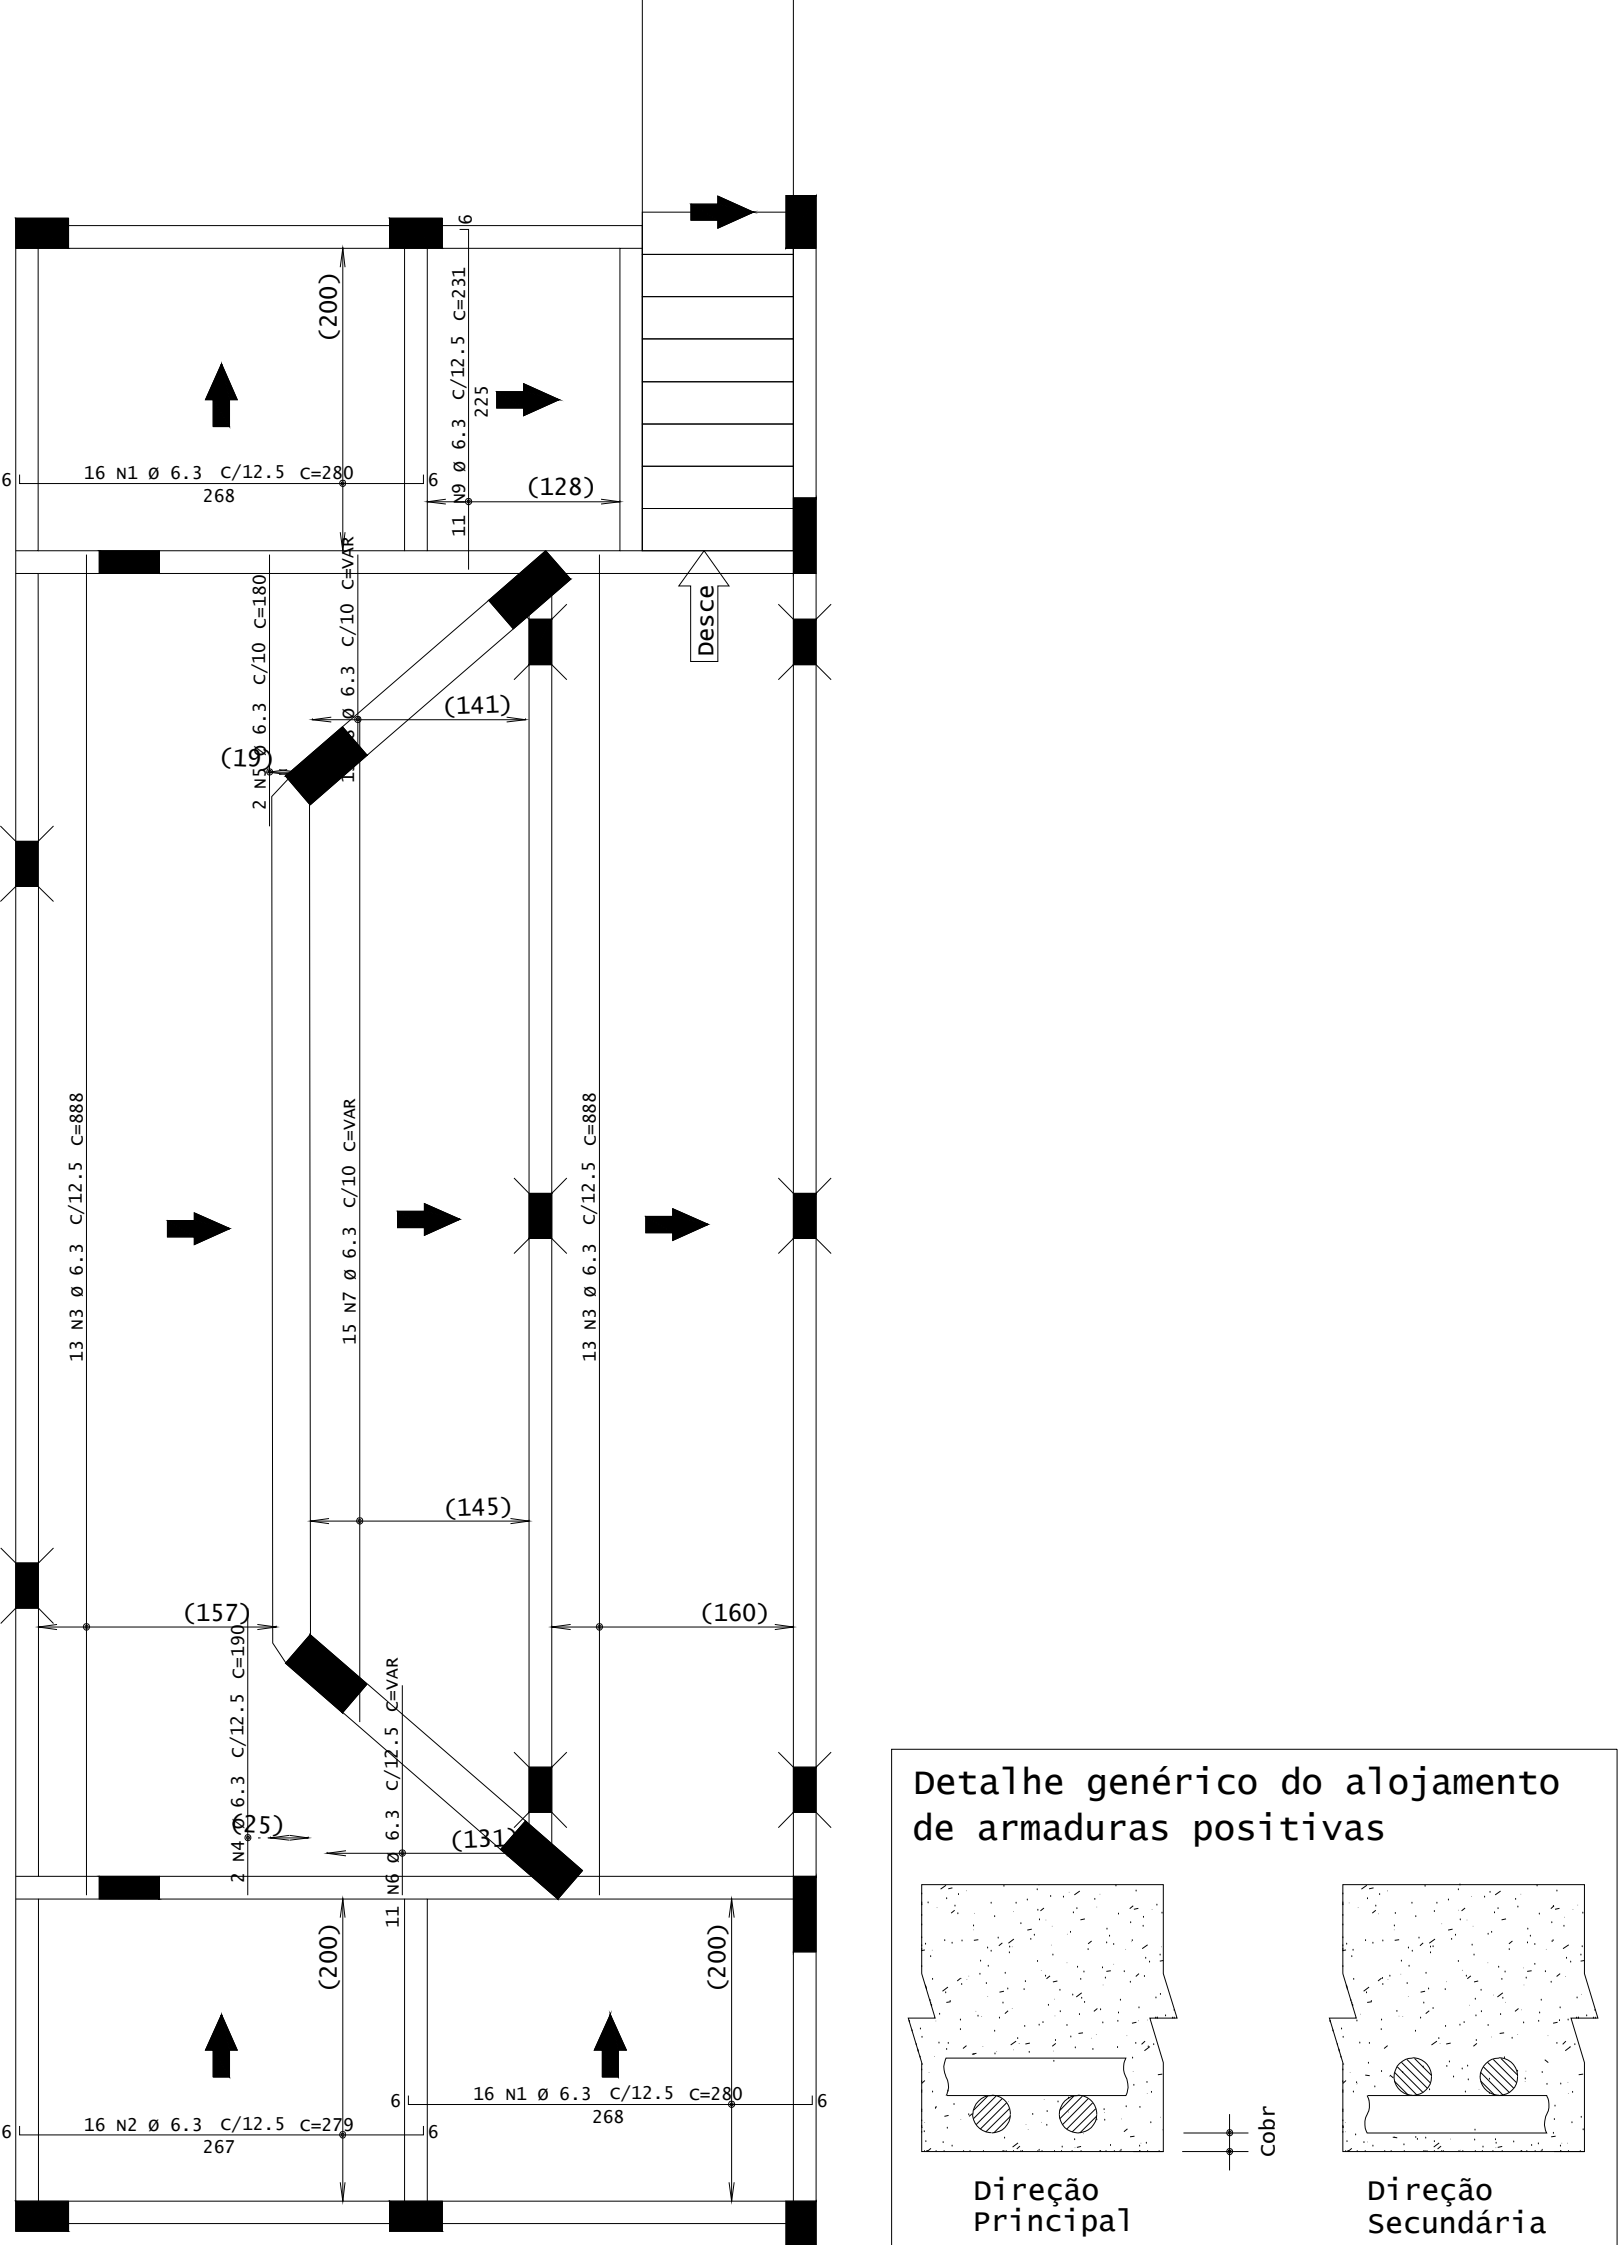 6
(200)
11 N9 Ø 6.3 C/12.5 C=231
225
16 N1 Ø 6.3 C/12.5 C=280
268
6
6
(128)
2 N5 Ø 6.3 C/10 C=180
Ø 6.3 C/10 C=VAR
Desce
(141)
(19)
13 N3 Ø 6.3 C/12.5 C=888
15 N7 Ø 6.3 C/10 C=VAR
13 N3 Ø 6.3 C/12.5 C=888
(145)
(157)
(160)
2 N4 Ø 6.3 C/12.5 C=190
11 N6 Ø 6.3 C/12.5 C=VAR
(25)
(131)
(200)
(200)
16 N1 Ø 6.3 C/12.5 C=280
268
6
6
16 N2 Ø 6.3 C/12.5 C=279
267
6
6
Detalhe genérico do alojamento
de armaduras positivas
Cobr
Direção
Principal
Direção
Secundária